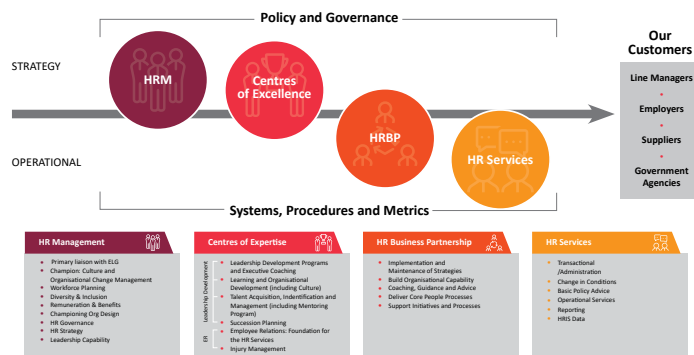 Policy and Governance
Our
Customers
STRATEGY
HRM
Centres
of Excellence
Line Managers
•
Employers
•
Suppliers
•
Government
Agencies
HRBP
HR Services
OPERATIONAL
Systems, Procedures and Metrics
HR Management
• Primary liaison with ELG
• Champion: Culture and
Organisational Change Management
• Workforce Planning
• Diversity & Inclusion
• Remuneration & Benefits
• Championing Org Design
• HR Governance
• HR Strategy
• Leadership Capability
Centres of Expertise
Leadership Development
• Leadership Development Programs
and Executive Coaching
• Learning and Organisational
Development (including Culture)
• Talent Acquisition, Indentification and
Management (including Mentoring
Program)
• Succession Planning
ER
• Employee Relations: Foundation for
the HR Services
• Injury Management
HR Business Partnership
• Implementation and
Maintenance of Strategies
• Build Organisational Capability
• Coaching, Guidance and Advice
• Deliver Core People Processes
• Support Initiatives and Processes
HR Services
• Transactional
/Administration
• Change in Conditions
• Basic Policy Advice
• Operational Services
• Reporting
• HRIS Data